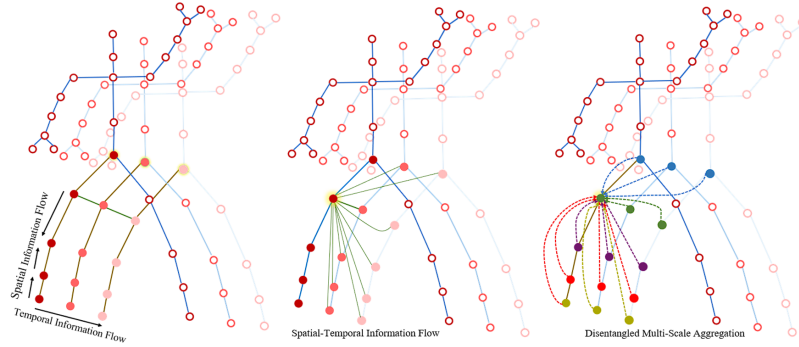 Spatial Information Flow
Temporal Information Flow
Spatial-Temporal Information Flow
Disentangled Multi-Scale Aggregation